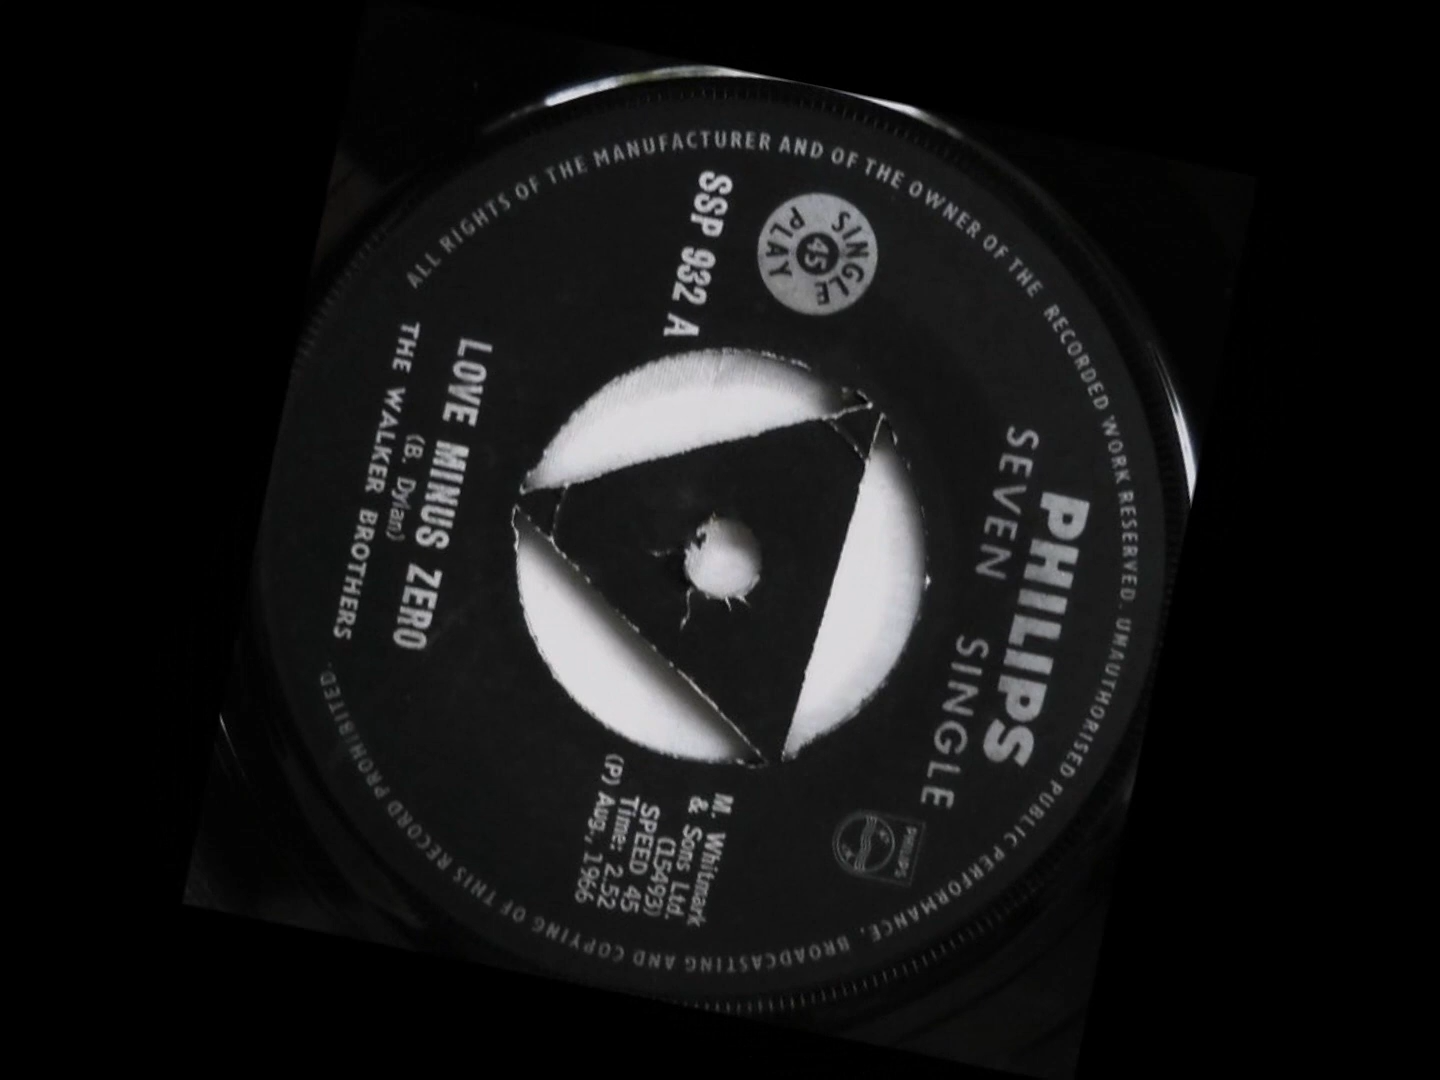 ALL RIGHTS OF THE MANUFACTURER AND OF THE OWNER OF THE RECORDED WORK RESERVED. UNAUTHORISED PUBLIC PERFORMANCE, BROADCASTING AND COPYING OF THIS RECORD PROHIBITED.
PHILIPS
SEVEN SINGLE
PHILIPS
SINGLE
45
PLAY
SSP 932 A
M. Whitmark
& Sons Ltd.
(15493)
SPEED 45
Time: 2.52
(P) Aug., 1966
LOVE MINUS ZERO
(B. Dylan)
THE WALKER BROTHERS